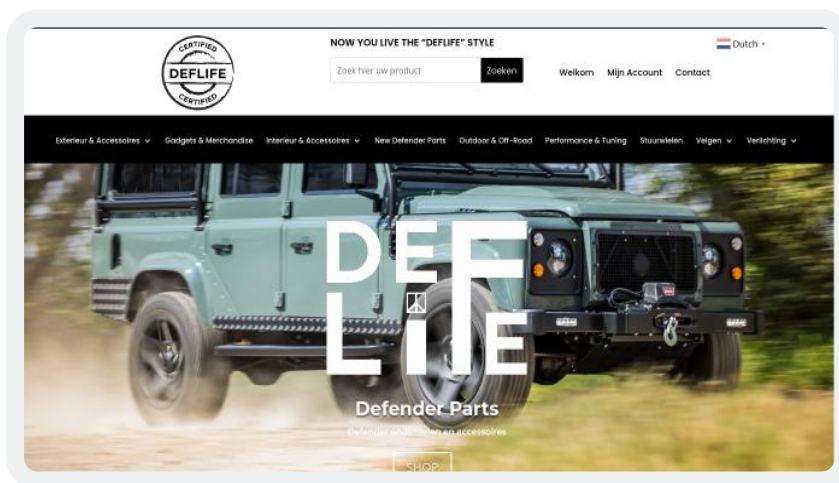 CERTIFIED
DEFLIFE
CERTIFIED
NOW YOU LIVE THE “DEFLIFE” STYLE
Zoek hier uw product
Zoeken
Welkom Mijn Account Contact
Dutch
Exterieur & Accessoires Gadgets & Merchandise Interieur & Accessoires New Defender Parts Outdoor & Off-Road Performance & Tuning Stuurwielen Velgen Verlichting
DEF
LIFE
Defender Parts
Defender onderdelen en accessoires
SHOP